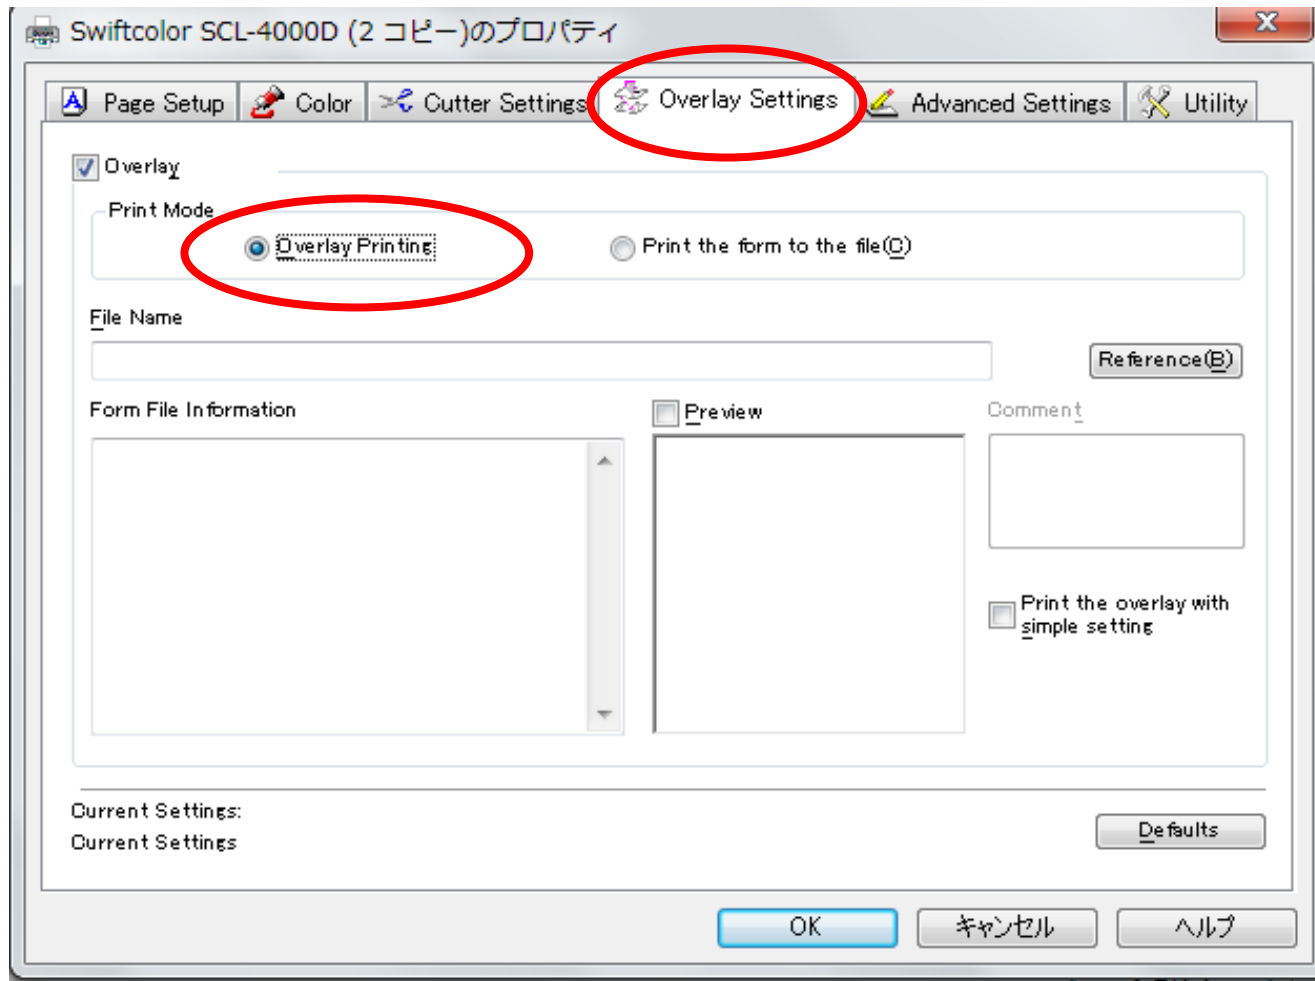 Swiftcolor SCL-4000D (2 コピー)のプロパティ
Page Setup
Color
Cutter Settings
Overlay Settings
Advanced Settings
Utility
Overlay
Print Mode
Overlay Printing
Print the form to the file(C)
File Name
Reference(B)
Form File Information
Preview
Comment
Print the overlay with
simple setting
Current Settings:
Current Settings
Defaults
OK
キャンセル
ヘルプ